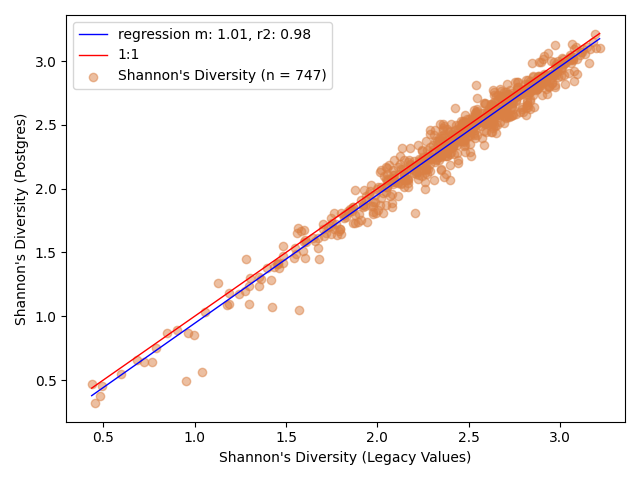 regression m: 1.01, r2: 0.98
1:1
Shannon's Diversity (n = 747)
Shannon's Diversity (Postgres)
3.0
2.5
2.0
1.5
1.0
0.5
0.5 1.0 1.5 2.0 2.5 3.0
Shannon's Diversity (Legacy Values)